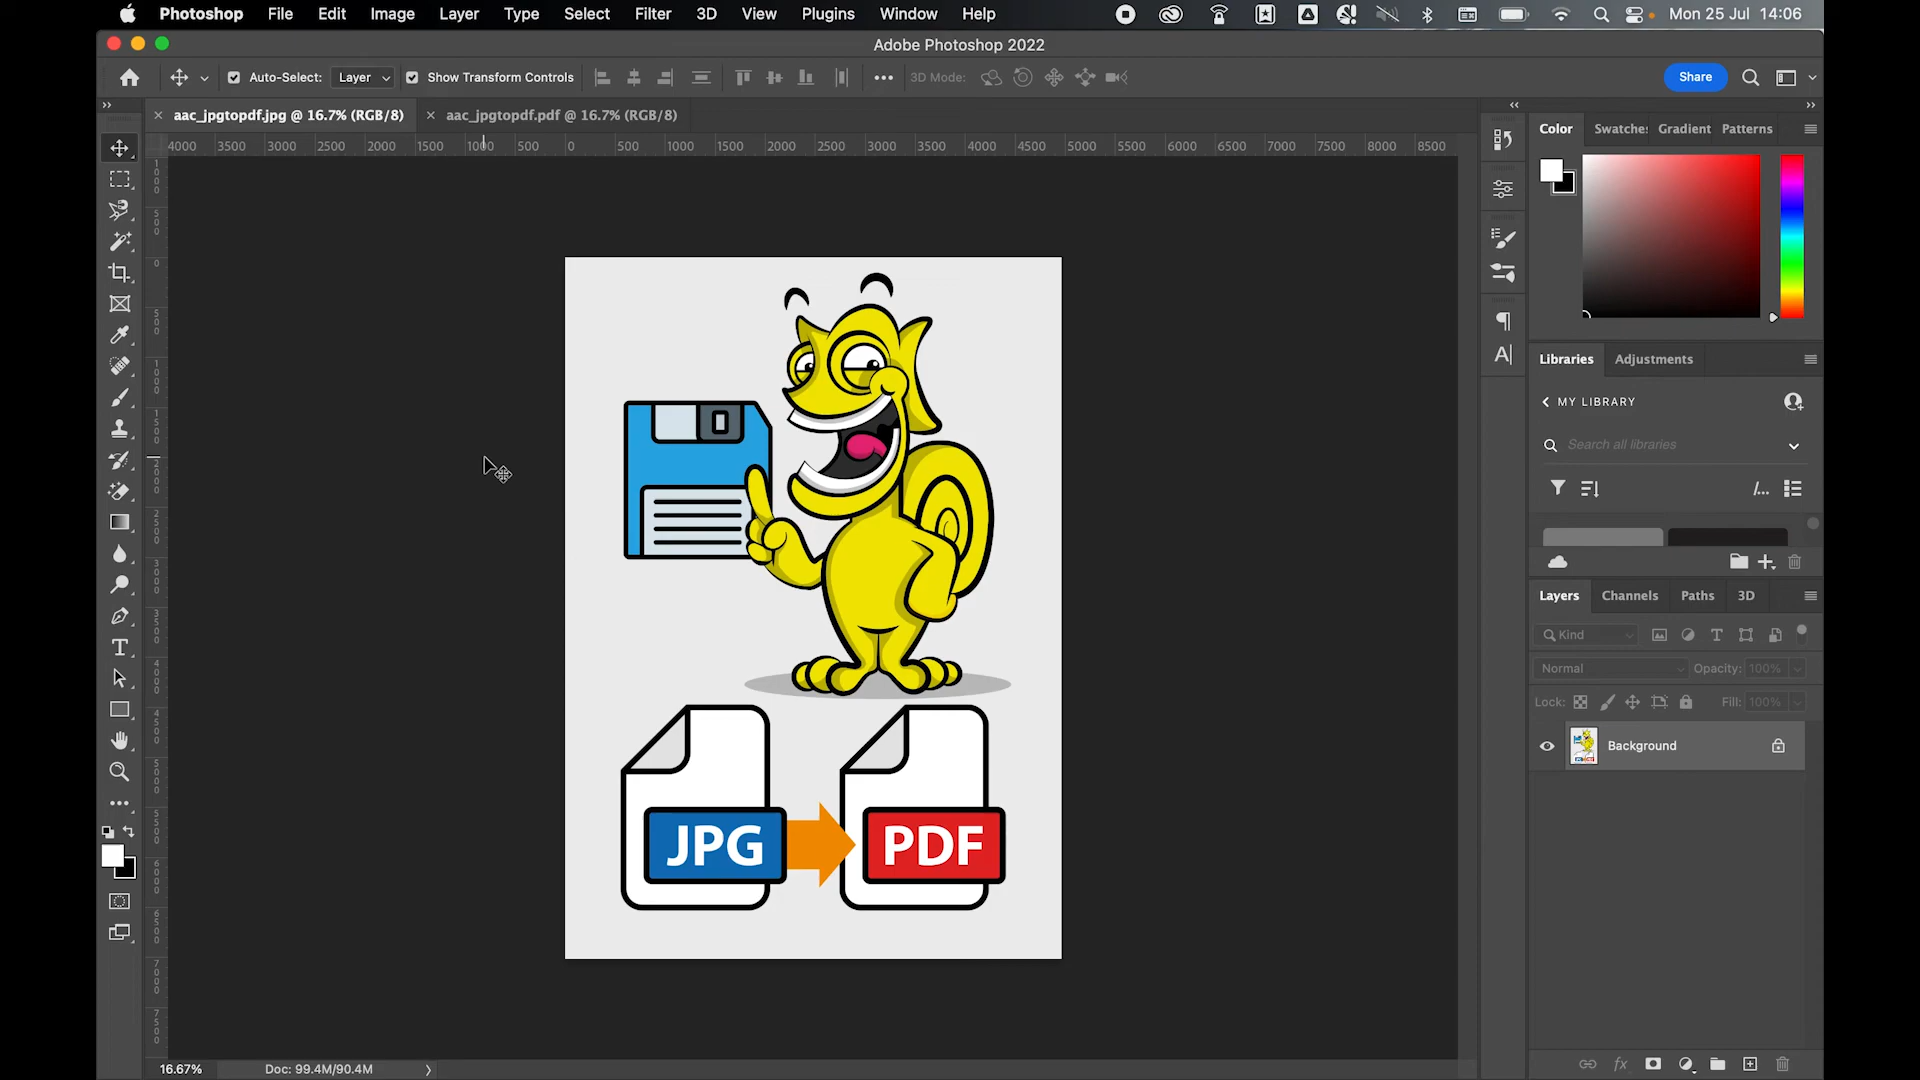 Photoshop File Edit Image Layer Type Select Filter 3D View Plugins Window Help Mon 25 Jul 14:06
Adobe Photoshop 2022
Auto-Select: Layer Show Transform Controls 3D Mode: Share
aac_jpgtopdf.jpg @ 16.7% (RGB/8) aac_jpgtopdf.pdf @ 16.7% (RGB/8)
4000 3500 3000 2500 2000 1500 1000 500 0 500 1000 1500 2000 2500 3000 3500 4000 4500 5000 5500 6000 6500 7000 7500 8000 8500
Color Swatches Gradient Patterns
Libraries Adjustments
MY LIBRARY
Search all libraries
Layers Channels Paths 3D
Kind
Normal Opacity: 100%
Lock: Fill: 100%
Background
JPG PDF
16.67% Doc: 99.4M/90.4M